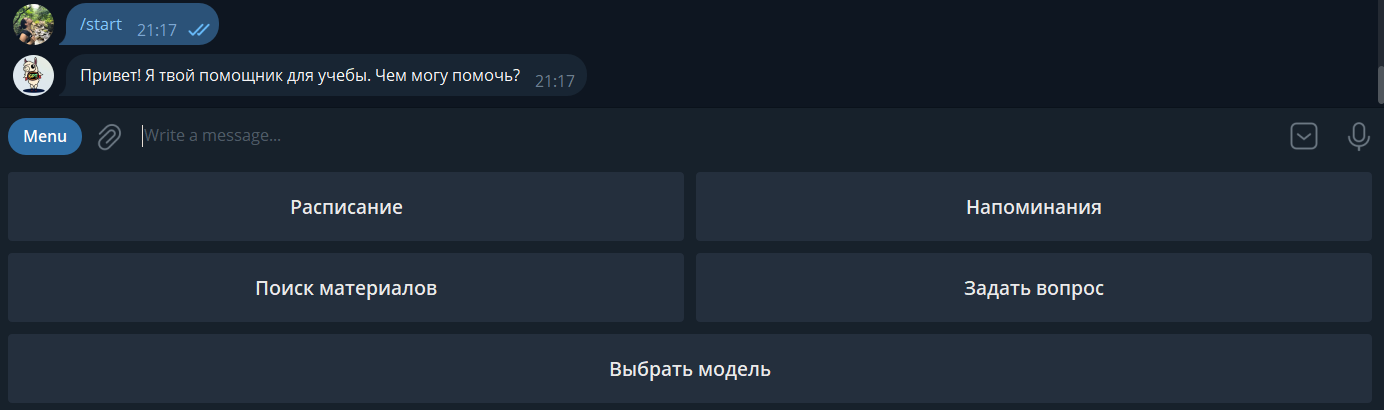 /start 21:17
Привет! Я твой помощник для учебы. Чем могу помочь? 21:17
Menu Write a message...
Расписание Напоминания
Поиск материалов Задать вопрос
Выбрать модель